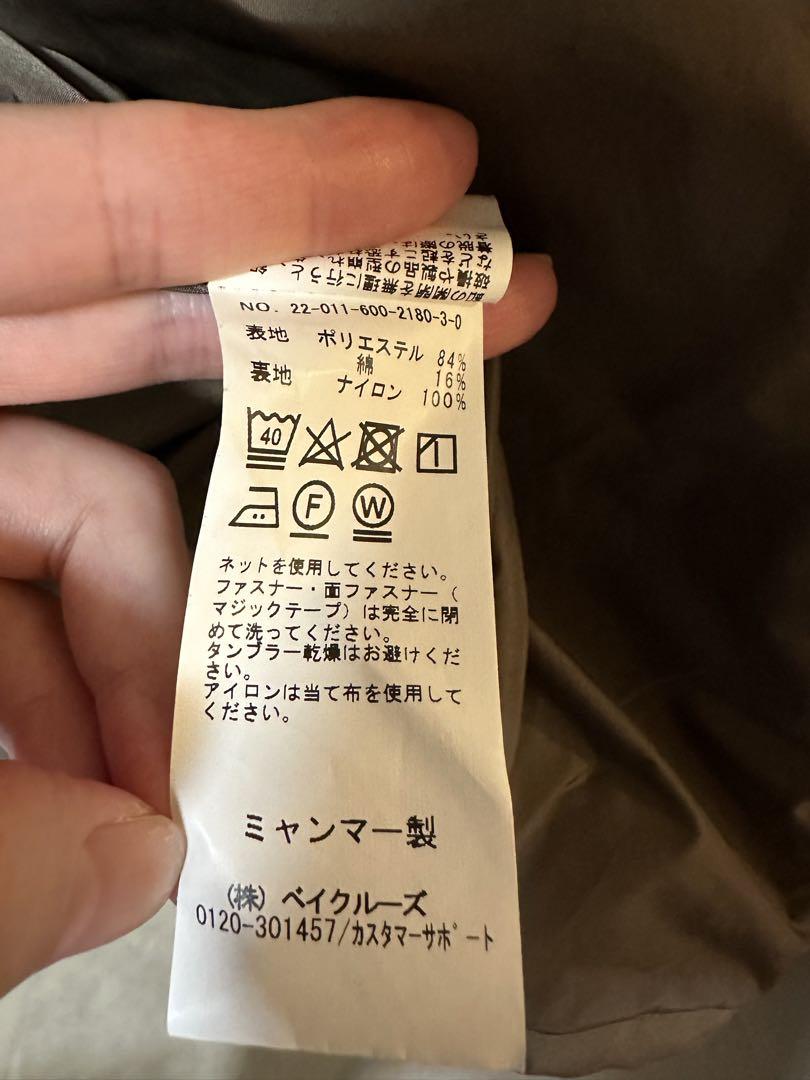 NO. 22-011-600-2180-3-0
表地 ポリエステル 84%
綿 16%
裏地 ナイロン 100%
40
F W
ネットを使用してください。
ファスナー・面ファスナー(
マジックテープ)は完全に閉
めて洗ってください。
タンブラー乾燥はお避けくだ
さい。
アイロンは当て布を使用して
ください。
ミャンマー製
(株)ベイクルーズ
0120-301457/カスタマーサポート